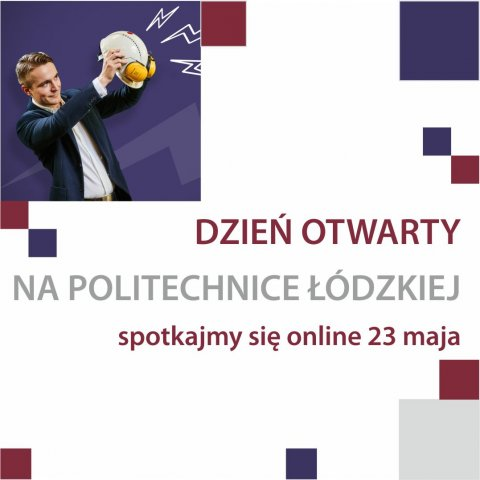 DZIEŃ OTWARTY
NA POLITECHNICE ŁÓDZKIEJ
spotkajmy się online 23 maja